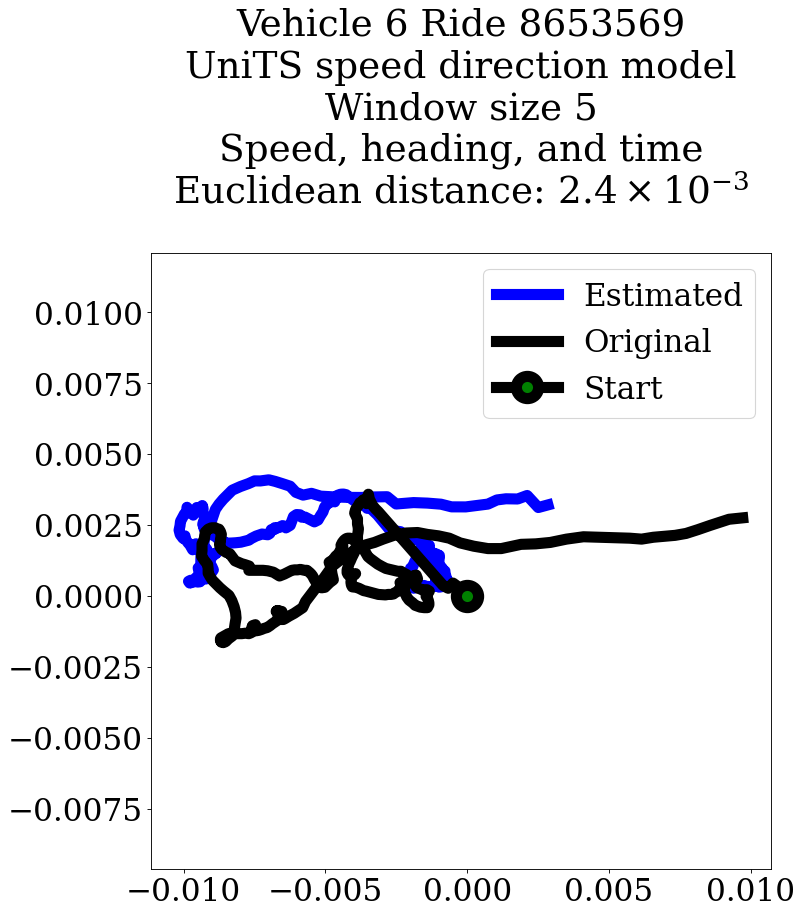 Vehicle 6 Ride 8653569
UniTS speed direction model
Window size 5
Speed, heading, and time
Euclidean distance: 2.4 × 10⁻³
Estimated
Original
Start
0.0100
0.0075
0.0050
0.0025
0.0000
−0.0025
−0.0050
−0.0075
−0.010 −0.005 0.000 0.005 0.010